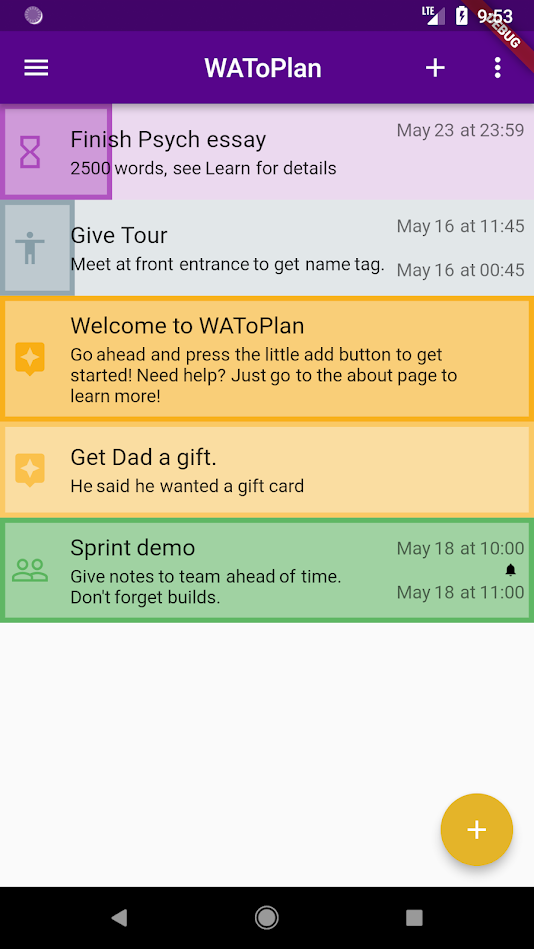 LTE
9:53
DEBUG
WAToPlan
Finish Psych essay
May 23 at 23:59
2500 words, see Learn for details
Give Tour
May 16 at 11:45
Meet at front entrance to get name tag.
May 16 at 00:45
Welcome to WAToPlan
Go ahead and press the little add button to get
started! Need help? Just go to the about page to
learn more!
Get Dad a gift.
He said he wanted a gift card
Sprint demo
May 18 at 10:00
Give notes to team ahead of time.
Don't forget builds.
May 18 at 11:00